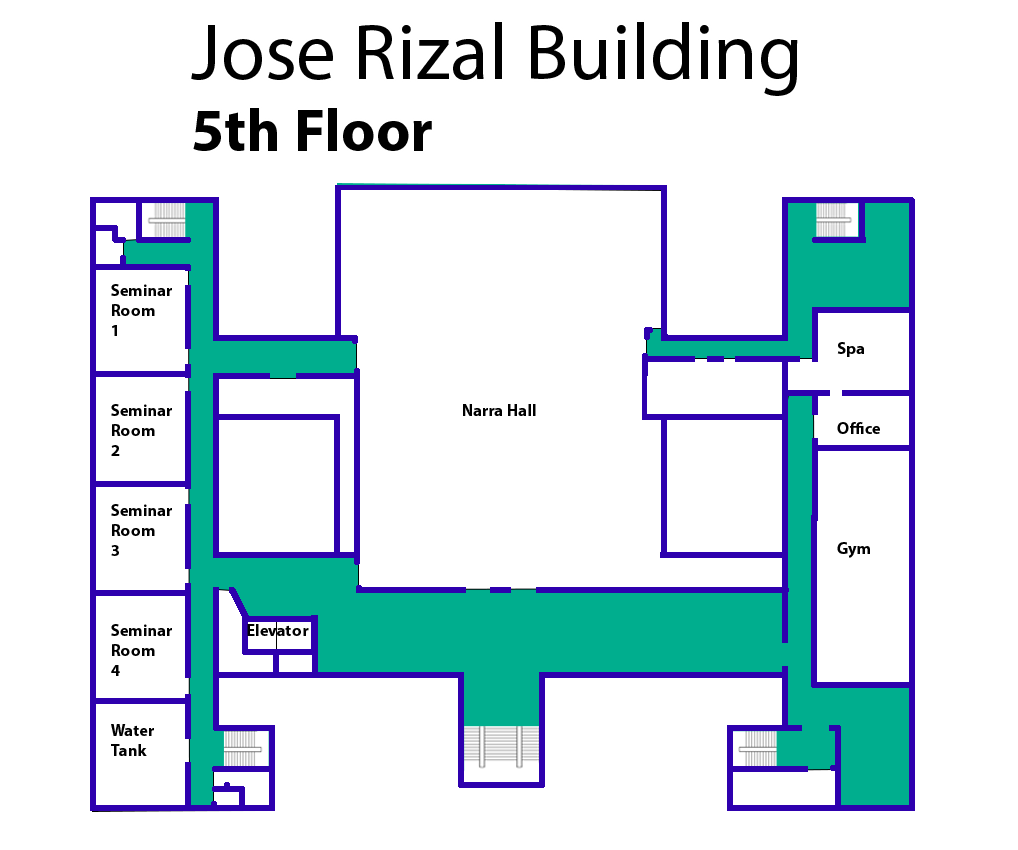 Jose Rizal Building
5th Floor
Seminar
Room
1
Seminar
Room
2
Seminar
Room
3
Seminar
Room
4
Water
Tank
Elevator
Narra Hall
Spa
Office
Gym